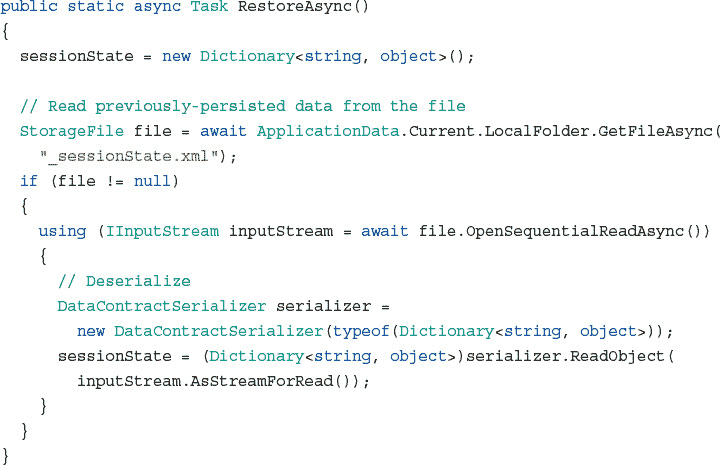 public static async Task RestoreAsync()
{
  sessionState = new Dictionary<string, object>();

  // Read previously-persisted data from the file
  StorageFile file = await ApplicationData.Current.LocalFolder.GetFileAsync(
    "_sessionState.xml");
  if (file != null)
  {
    using (IInputStream inputStream = await file.OpenSequentialReadAsync())
    {
      // Deserialize
      DataContractSerializer serializer =
        new DataContractSerializer(typeof(Dictionary<string, object>));
      sessionState = (Dictionary<string, object>)serializer.ReadObject(
        inputStream.AsStreamForRead());
    }
  }
}